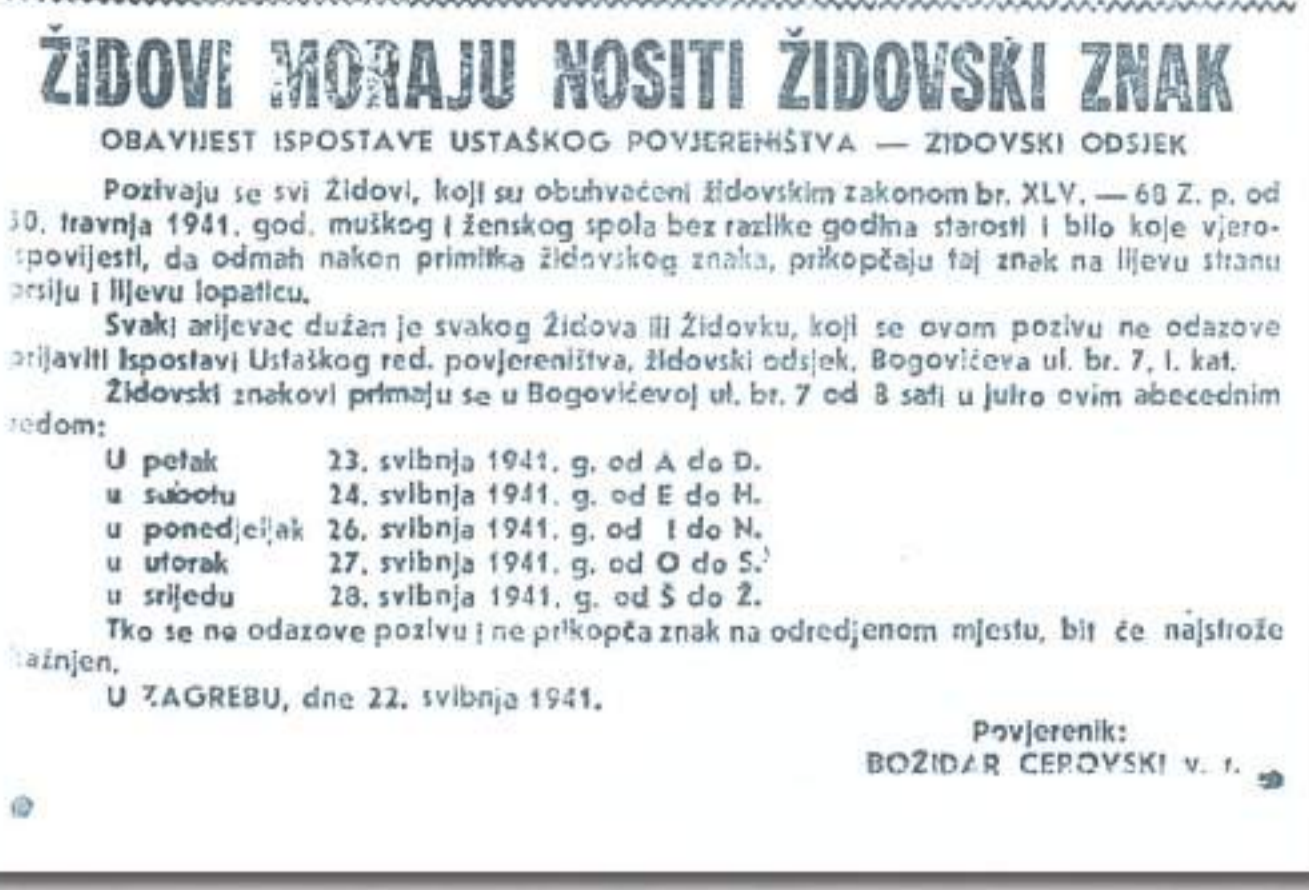 ŽIDOVI MORAJU NOSITI ŽIDOVSKI ZNAK
OBAVIJEST ISPOSTAVE USTAŠKOG POVJERENIŠTVA — ŽIDOVSKI ODSJEK
Pozivaju se svi Židovi, koji su obuhvaćeni židovskim zakonom br. XLV. — 68 Z. p. od
30. travnja 1941. god. muškog i ženskog spola bez razlike godina starosti i bilo koje vjero-
spovijesti, da odmah nakon primitka židovskog znaka, prikopčaju taj znak na lijevu stranu
prsiju i lijevu lopaticu.
Svaki arijevac dužan je svakog Židova ili Židovku, koji se ovom pozivu ne odazove
prijaviti Ispostavi Ustaškog red. povjereništva, židovski odsjek, Bogovićeva ul. br. 7, I. kat.
Židovski znakovi primaju se u Bogovićevoj ul. br. 7 od 8 sati u jutro ovim abecednim
redom:
U petak 23. svibnja 1941. g. od A do D.
u subotu 24. svibnja 1941. g. od E do H.
u ponedjeljak 26. svibnja 1941. g. od I do N.
u utorak 27. svibnja 1941. g. od O do S.
u srijedu 28. svibnja 1941. g. od Š do Ž.
Tko se ne odazove pozivu i ne prikopča znak na odredjenom mjestu, bit će najstrože
kažnjen.
U ZAGREBU, dne 22. svibnja 1941.
Povjerenik:
BOŽIDAR CEROVSKI v. r.